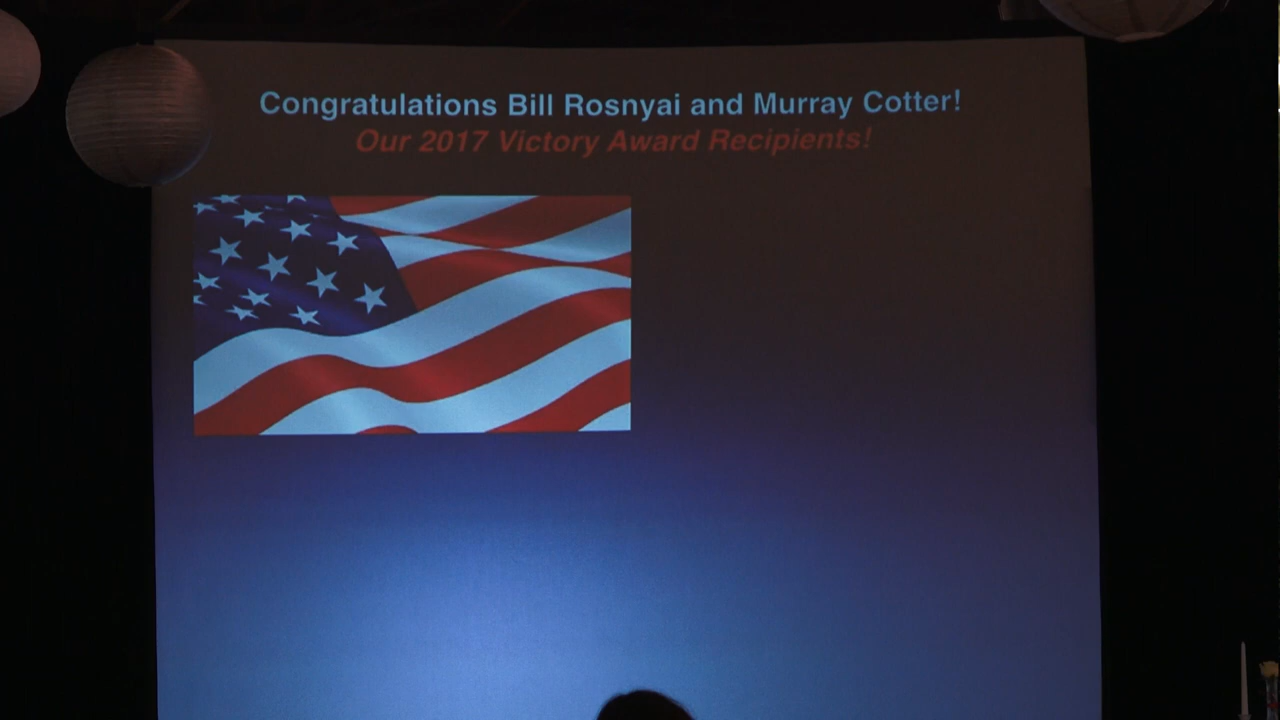 Congratulations Bill Rosnyai and Murray Cotter!
Our 2017 Victory Award Recipients!